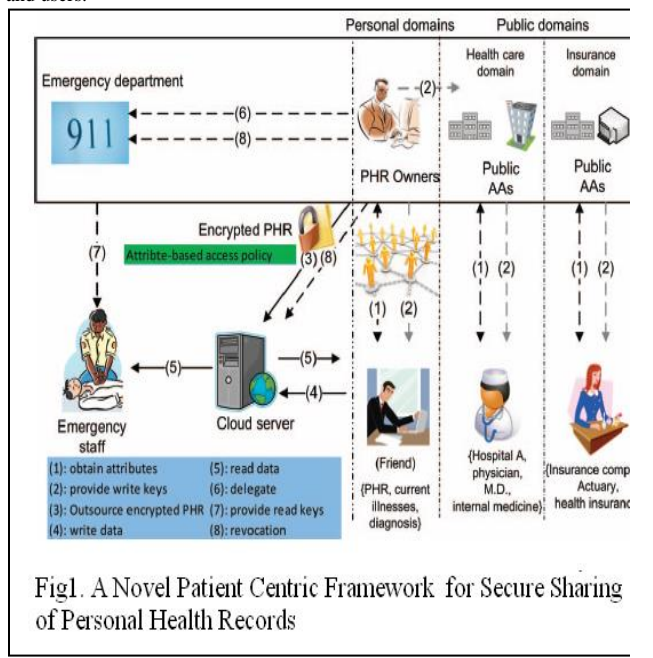 Personal domains Public domains
Health care domain
Insurance domain
Emergency department
911
(6)
(8)
(2)
PHR Owners
Public AAs
Public AAs
Encrypted PHR
Attribte-based access policy
(3) (8)
(7)
(1) (2)
(1) (2)
(1) (2)
(5)
(5)
(4)
Emergency staff
Cloud server
(Friend)
{PHR, current
illnesses,
diagnosis}
{Hospital A,
physician,
M.D.,
internal medicine}
{Insurance comp
Actuary,
health insuranc
(1): obtain attributes (5): read data
(2): provide write keys (6): delegate
(3): Outsource encrypted PHR (7): provide read keys
(4): write data (8): revocation
Fig1. A Novel Patient Centric Framework for Secure Sharing
of Personal Health Records